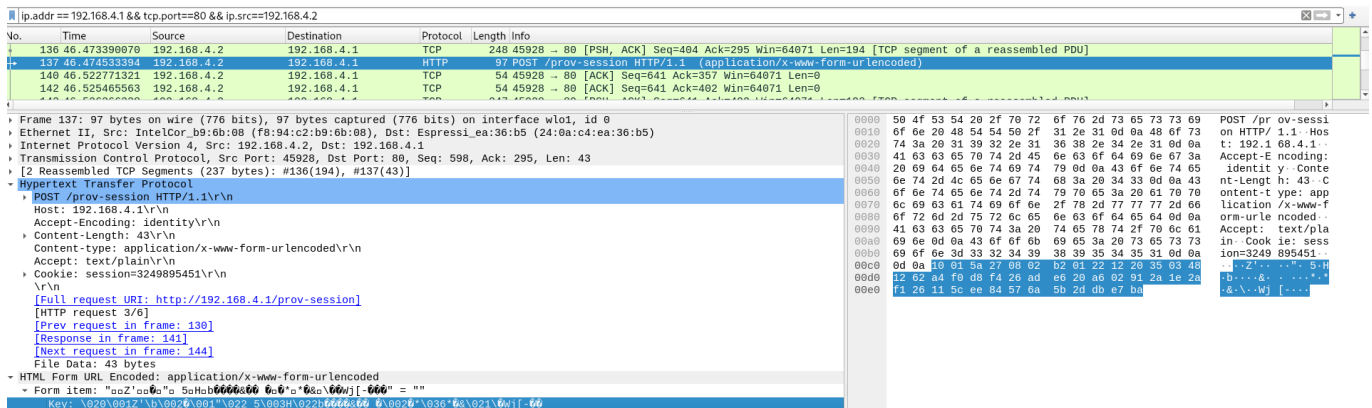 ip.addr == 192.168.4.1 && tcp.port==80 && ip.src==192.168.4.2
No. Time Source Destination Protocol Length Info
136 46.473390070 192.168.4.2 192.168.4.1 TCP 248 45928 → 80 [PSH, ACK] Seq=404 Ack=295 Win=64071 Len=194 [TCP segment of a reassembled PDU]
137 46.474533394 192.168.4.2 192.168.4.1 HTTP 97 POST /prov-session HTTP/1.1 (application/x-www-form-urlencoded)
140 46.522771321 192.168.4.2 192.168.4.1 TCP 54 45928 → 80 [ACK] Seq=641 Ack=357 Win=64071 Len=0
142 46.525465563 192.168.4.2 192.168.4.1 TCP 54 45928 → 80 [ACK] Seq=641 Ack=402 Win=64071 Len=0
Frame 137: 97 bytes on wire (776 bits), 97 bytes captured (776 bits) on interface wlo1, id 0
Ethernet II, Src: IntelCor_b9:6b:08 (f8:94:c2:b9:6b:08), Dst: Espressi_ea:36:b5 (24:0a:c4:ea:36:b5)
Internet Protocol Version 4, Src: 192.168.4.2, Dst: 192.168.4.1
Transmission Control Protocol, Src Port: 45928, Dst Port: 80, Seq: 598, Ack: 295, Len: 43
[2 Reassembled TCP Segments (237 bytes): #136(194), #137(43)]
Hypertext Transfer Protocol
POST /prov-session HTTP/1.1\r\n
Host: 192.168.4.1\r\n
Accept-Encoding: identity\r\n
Content-Length: 43\r\n
Content-type: application/x-www-form-urlencoded\r\n
Accept: text/plain\r\n
Cookie: session=3249895451\r\n
\r\n
[Full request URI: http://192.168.4.1/prov-session]
[HTTP request 3/6]
[Prev request in frame: 130]
[Response in frame: 141]
[Next request in frame: 144]
File Data: 43 bytes
HTML Form URL Encoded: application/x-www-form-urlencoded
Form item: " = ""
Key:
0000 50 4f 53 54 20 2f 70 72 6f 76 2d 73 65 73 73 69 POST /pr ov-sessi
0010 6f 6e 20 48 54 54 50 2f 31 2e 31 0d 0a 48 6f 73 on HTTP/ 1.1··Hos
0020 74 3a 20 31 39 32 2e 31 36 38 2e 34 2e 31 0d 0a t: 192.1 68.4.1··
0030 41 63 63 65 70 74 2d 45 6e 63 6f 64 69 6e 67 3a Accept-E ncoding:
0040 20 69 64 65 6e 74 69 74 79 0d 0a 43 6f 6e 74 65 identit y··Conte
0050 6e 74 2d 4c 65 6e 67 74 68 3a 20 34 33 0d 0a 43 nt-Lengt h: 43··C
0060 6f 6e 74 65 6e 74 2d 74 79 70 65 3a 20 61 70 70 ontent-t ype: app
0070 6c 69 63 61 74 69 6f 6e 2f 78 2d 77 77 77 2d 66 lication /x-www-f
0080 6f 72 6d 2d 75 72 6c 65 6e 63 6f 64 65 64 0d 0a orm-urle ncoded··
0090 41 63 63 65 70 74 3a 20 74 65 78 74 2f 70 6c 61 Accept: text/pla
00a0 69 6e 0d 0a 43 6f 6f 6b 69 65 3a 20 73 65 73 73 in··Cook ie: sess
00b0 69 6f 6e 3d 33 32 34 39 38 39 35 34 35 31 0d 0a ion=3249 895451··
00c0 0d 0a 10 01 5a 27 08 02 b2 01 22 12 20 35 03 48 ····Z'·· ··"· 5·H
00d0 12 62 a4 f0 d8 f4 26 ad e6 20 a6 02 91 2a 1e 2a ·b····&· · ···*·*
00e0 f1 26 11 5c ee 84 57 6a 5b 2d db e7 ba ·&·\··Wj [-···